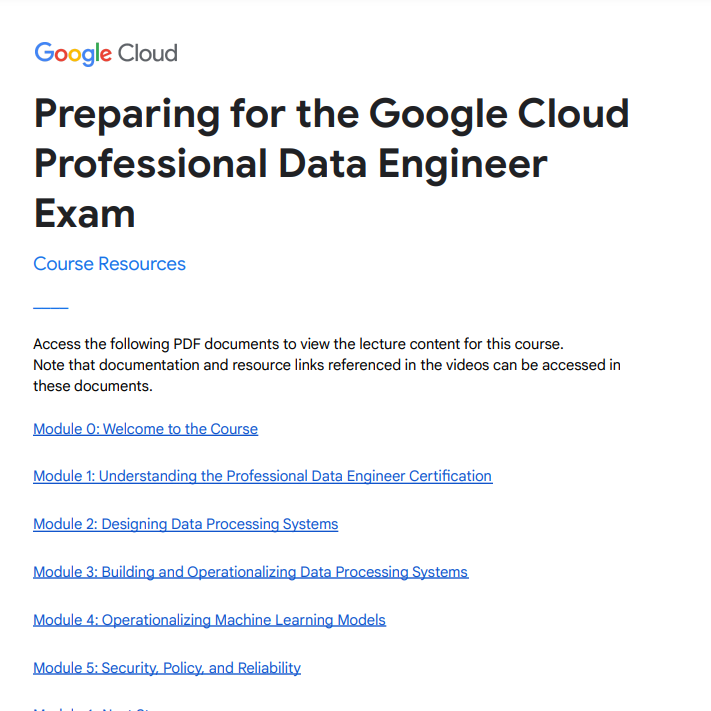 Google Cloud
Preparing for the Google Cloud
Professional Data Engineer
Exam
Course Resources
Access the following PDF documents to view the lecture content for this course.
Note that documentation and resource links referenced in the videos can be accessed in
these documents.
Module 0: Welcome to the Course
Module 1: Understanding the Professional Data Engineer Certification
Module 2: Designing Data Processing Systems
Module 3: Building and Operationalizing Data Processing Systems
Module 4: Operationalizing Machine Learning Models
Module 5: Security, Policy, and Reliability